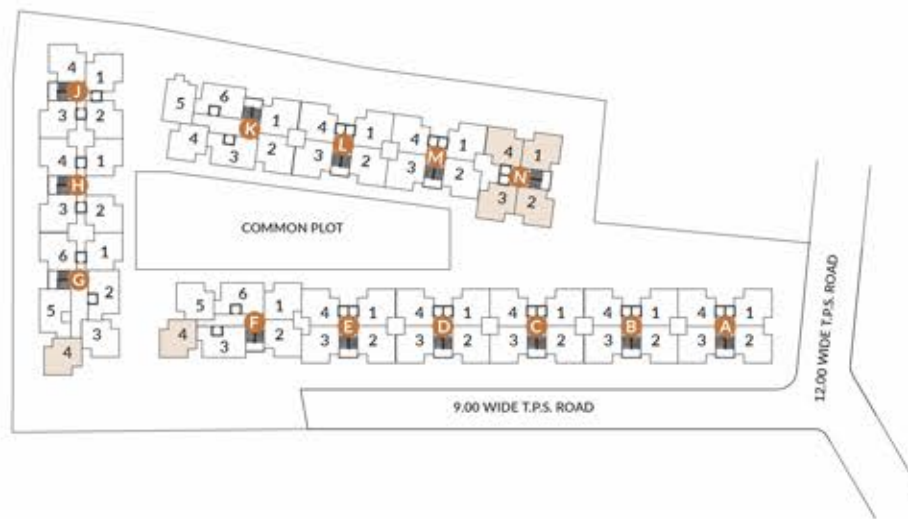 4 1
J
3 2
4 1
H
3 2
6 1
G
5 2
4 3
5 6 1
K
4 3 2
4 1
L
3 2
4 1
M
3 2
4 1
N
3 2
COMMON PLOT
5 6 1
F
4 3 2
4 1
E
3 2
4 1
D
3 2
4 1
C
3 2
4 1
B
3 2
4 1
A
3 2
9.00 WIDE T.P.S. ROAD
12.00 WIDE T.P.S. ROAD